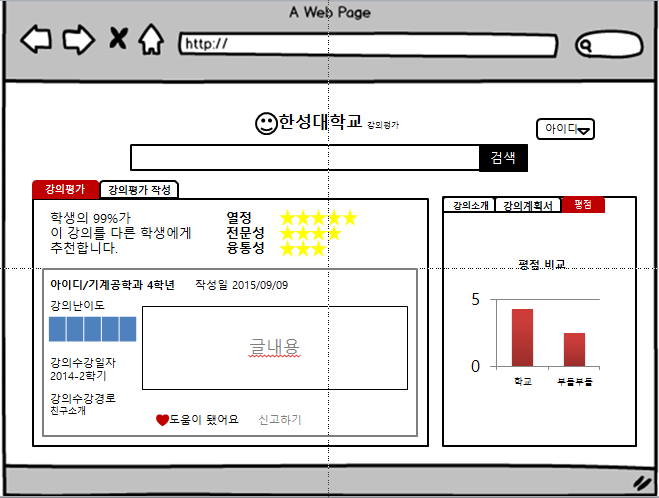 A Web Page
http://
한성대학교 강의평가
아이디
검색
강의평가 강의평가 작성
학생의 99%가
이 강의를 다른 학생에게
추천합니다.
열정
전문성
융통성
아이디/기계공학과 4학년 작성일 2015/09/09
강의난이도
글내용
강의수강일자
2014-2학기
강의수강경로
친구소개
도움이 됐어요 신고하기
강의소개 강의계획서 평점
평점 비교
5
0
학교 부들부들